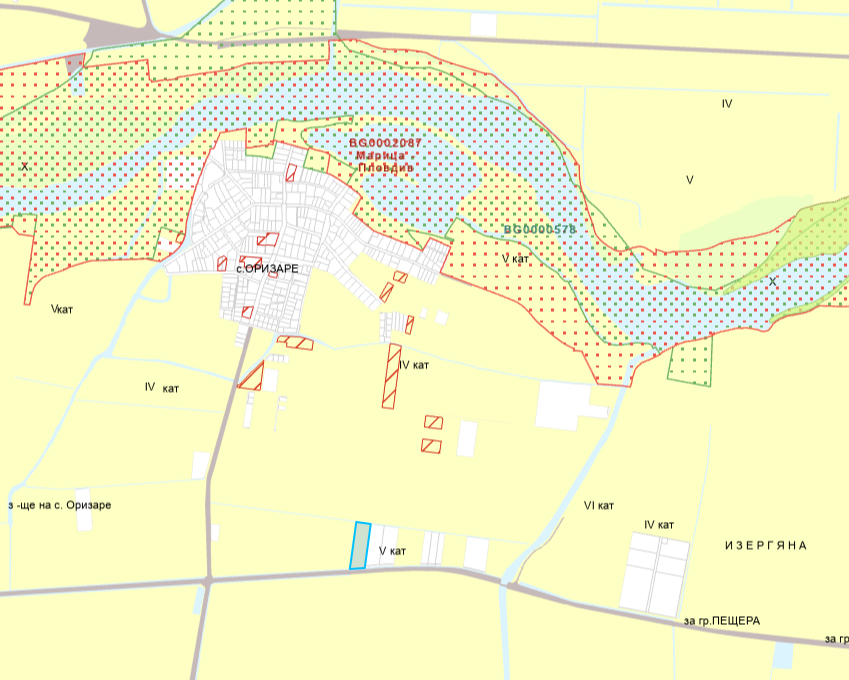 IV
BG0002087
Марица
Пловдив
X
V
BG0000578
V кат
с.ОРИЗАРЕ
X
Vкат
IV кат
IV кат
з -ще на с. Оризаре
VI кат
IV кат
ИЗЕРГЯНА
V кат
за гр.ПЕЩЕРА
за гр